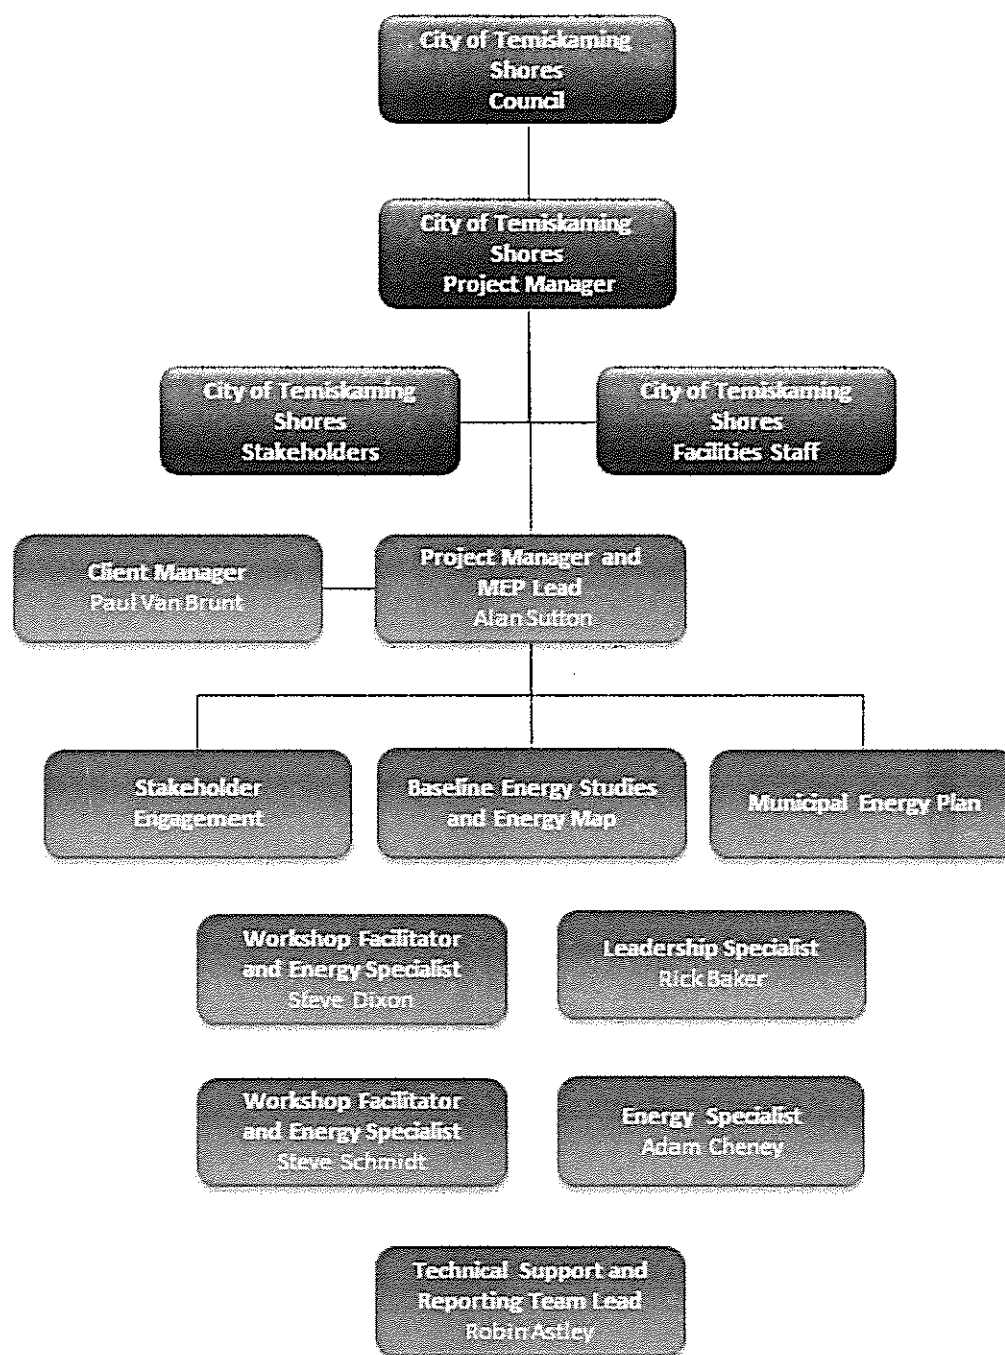 City of Temiskaming
Shores
Council
City of Temiskaming
Shores
Project Manager
City of Temiskaming
Shores
Stakeholders
City of Temiskaming
Shores
Facilities Staff
Client Manager
Paul Van Brunt
Project Manager and
MEP Lead
Alan Sutton
Stakeholder
Engagement
Baseline Energy Studies
and Energy Map
Municipal Energy Plan
Workshop Facilitator
and Energy Specialist
Steve Dixon
Leadership Specialist
Rick Baker
Workshop Facilitator
and Energy Specialist
Steve Schmidt
Energy Specialist
Adam Cheney
Technical Support and
Reporting Team Lead
Robin Astley